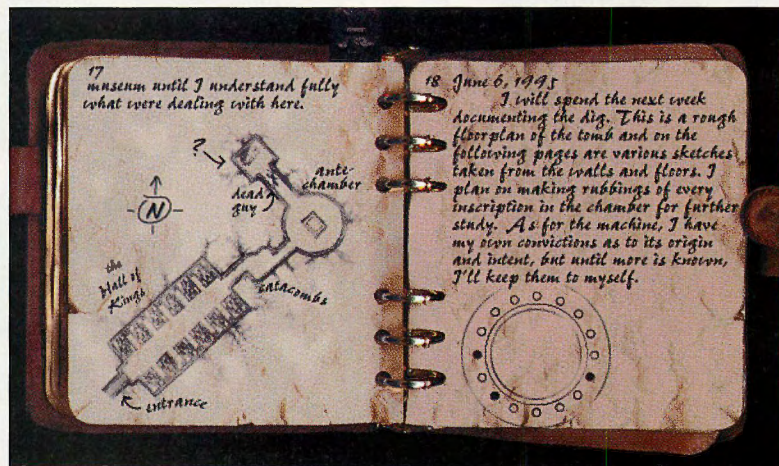 17
museum until I understand fully
what were dealing with here.
?
ante-
chamber
dead
guy
N
the
Hall of
Kings
catacombs
entrance
18 June 6, 1995
I will spend the next week
documenting the dig. This is a rough
floorplan of the tomb and on the
following pages are various sketches
taken from the walls and floors. I
plan on making rubbings of every
inscription in the chamber for further
study. As for the machine, I have
my own convictions as to its origin
and intent, but until more is known,
I'll keep them to myself.